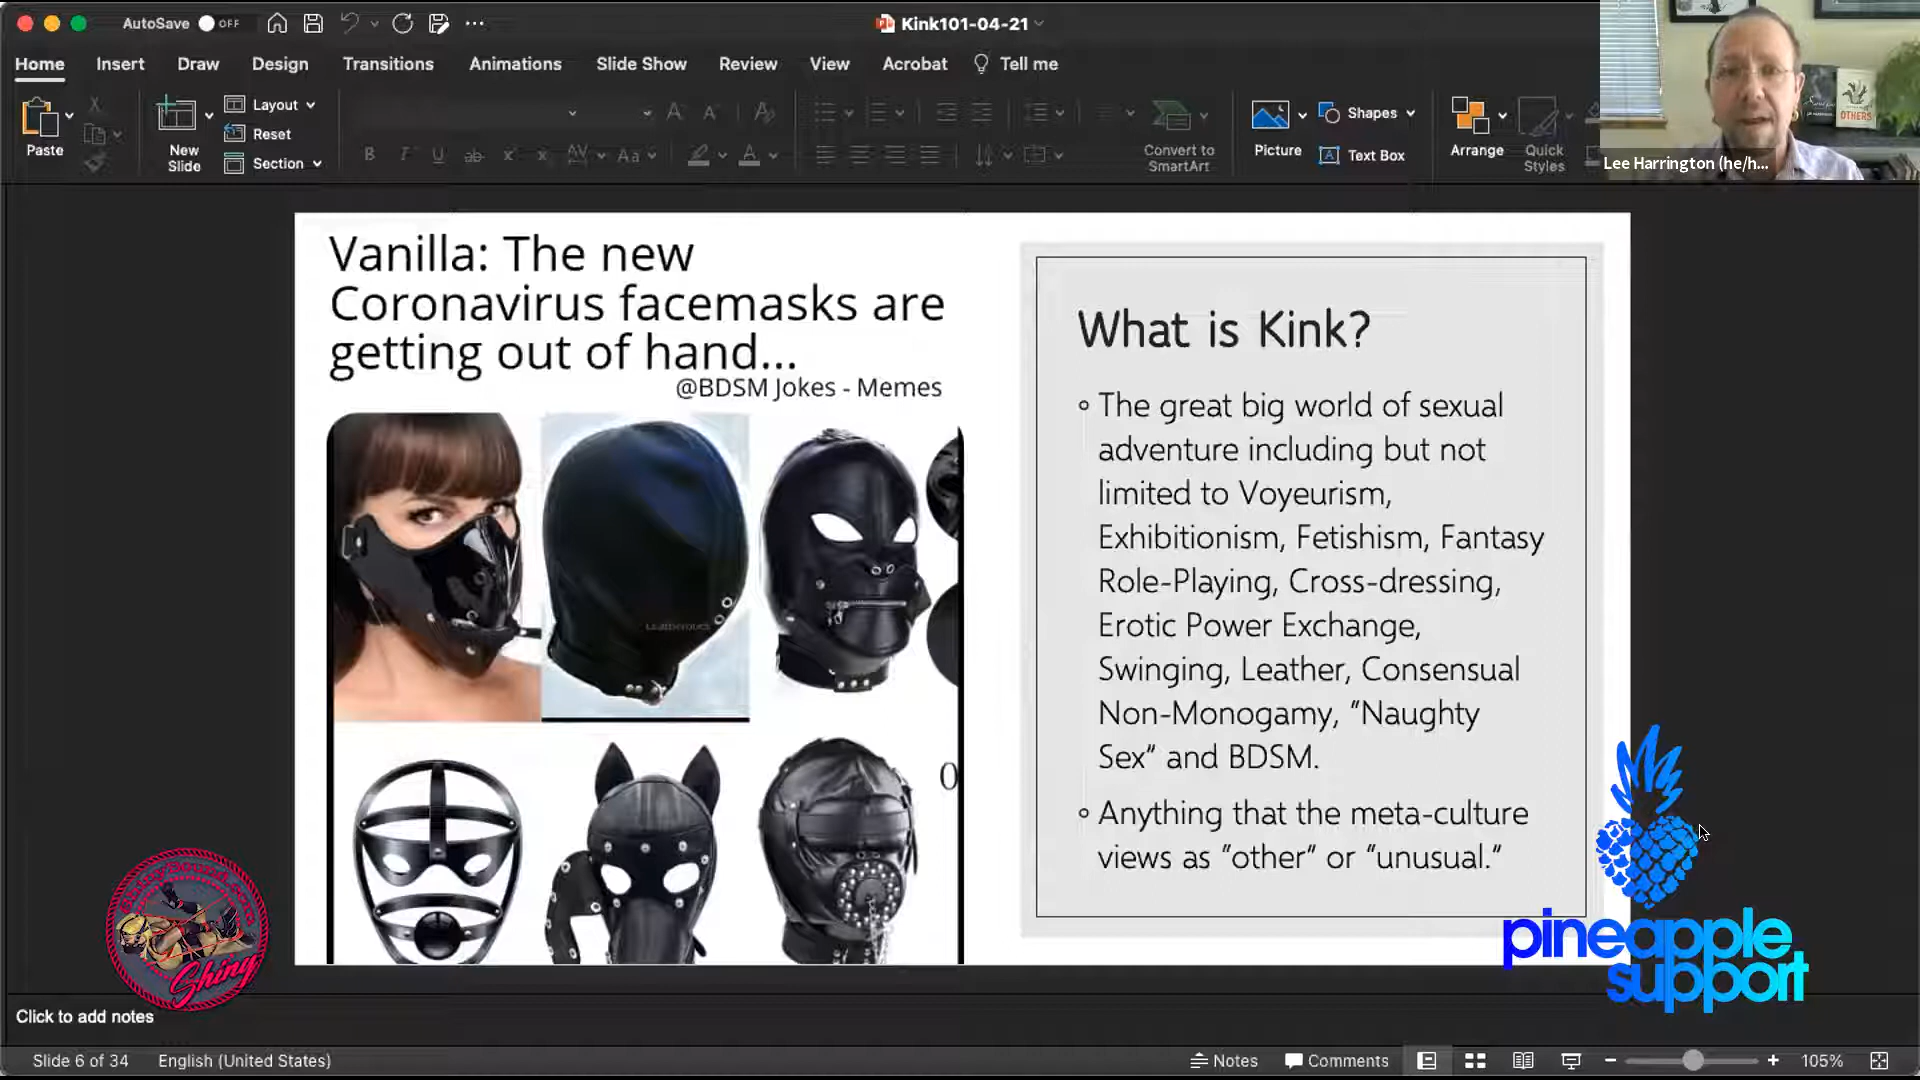 AutoSave OFF
Kink101-04-21
Home Insert Draw Design Transitions Animations Slide Show Review View Acrobat Tell me
Paste
New
Slide
Layout
Reset
Section
Convert to
SmartArt
Picture
Shapes
Text Box
Arrange
Quick
Styles
OTHERS
Lee Harrington (he/h...
Vanilla: The new
Coronavirus facemasks are
getting out of hand...
@BDSM Jokes - Memes
0
What is Kink?
The great big world of sexual
adventure including but not
limited to Voyeurism,
Exhibitionism, Fetishism, Fantasy
Role-Playing, Cross-dressing,
Erotic Power Exchange,
Swinging, Leather, Consensual
Non-Monogamy, “Naughty
Sex” and BDSM.
Anything that the meta-culture
views as “other” or “unusual.”
ShinyBound.com
Shiny
pineapple
support
Click to add notes
Slide 6 of 34 English (United States) Notes Comments 105%